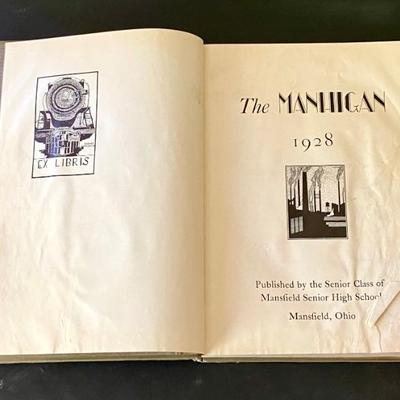 EX LIBRIS
The MANHIGAN
1928
Published by the Senior Class of
Mansfield Senior High School
Mansfield, Ohio